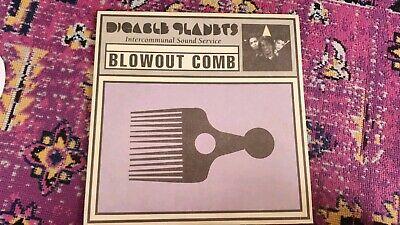 DIGABLE PLANETS
Intercommunal Sound Service
BLOWOUT COMB